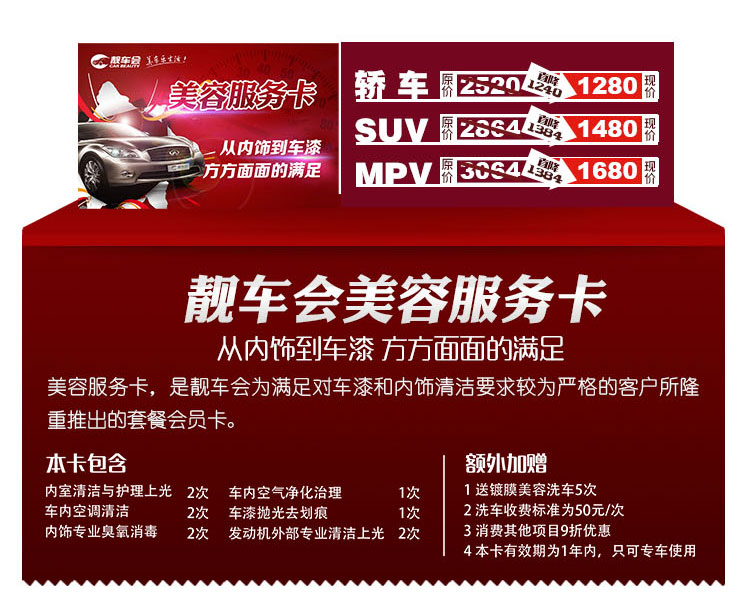 靓车会 美车乐生活!
CAR BEAUTY
美容服务卡
从内饰到车漆
方方面面的满足
轿车 原价 2520 直降1240 1280 现价
SUV 原价 2864 直降1384 1480 现价
MPV 原价 3064 直降1384 1680 现价
靓车会美容服务卡
从内饰到车漆 方方面面的满足
美容服务卡，是靓车会为满足对车漆和内饰清洁要求较为严格的客户所隆
重推出的套餐会员卡。
本卡包含
内室清洁与护理上光 2次 车内空气净化治理 1次
车内空调清洁 2次 车漆抛光去划痕 1次
内饰专业臭氧消毒 2次 发动机外部专业清洁上光 2次
额外加赠
1 送镀膜美容洗车5次
2 洗车收费标准为50元/次
3 消费其他项目9折优惠
4 本卡有效期为1年内，只可专车使用